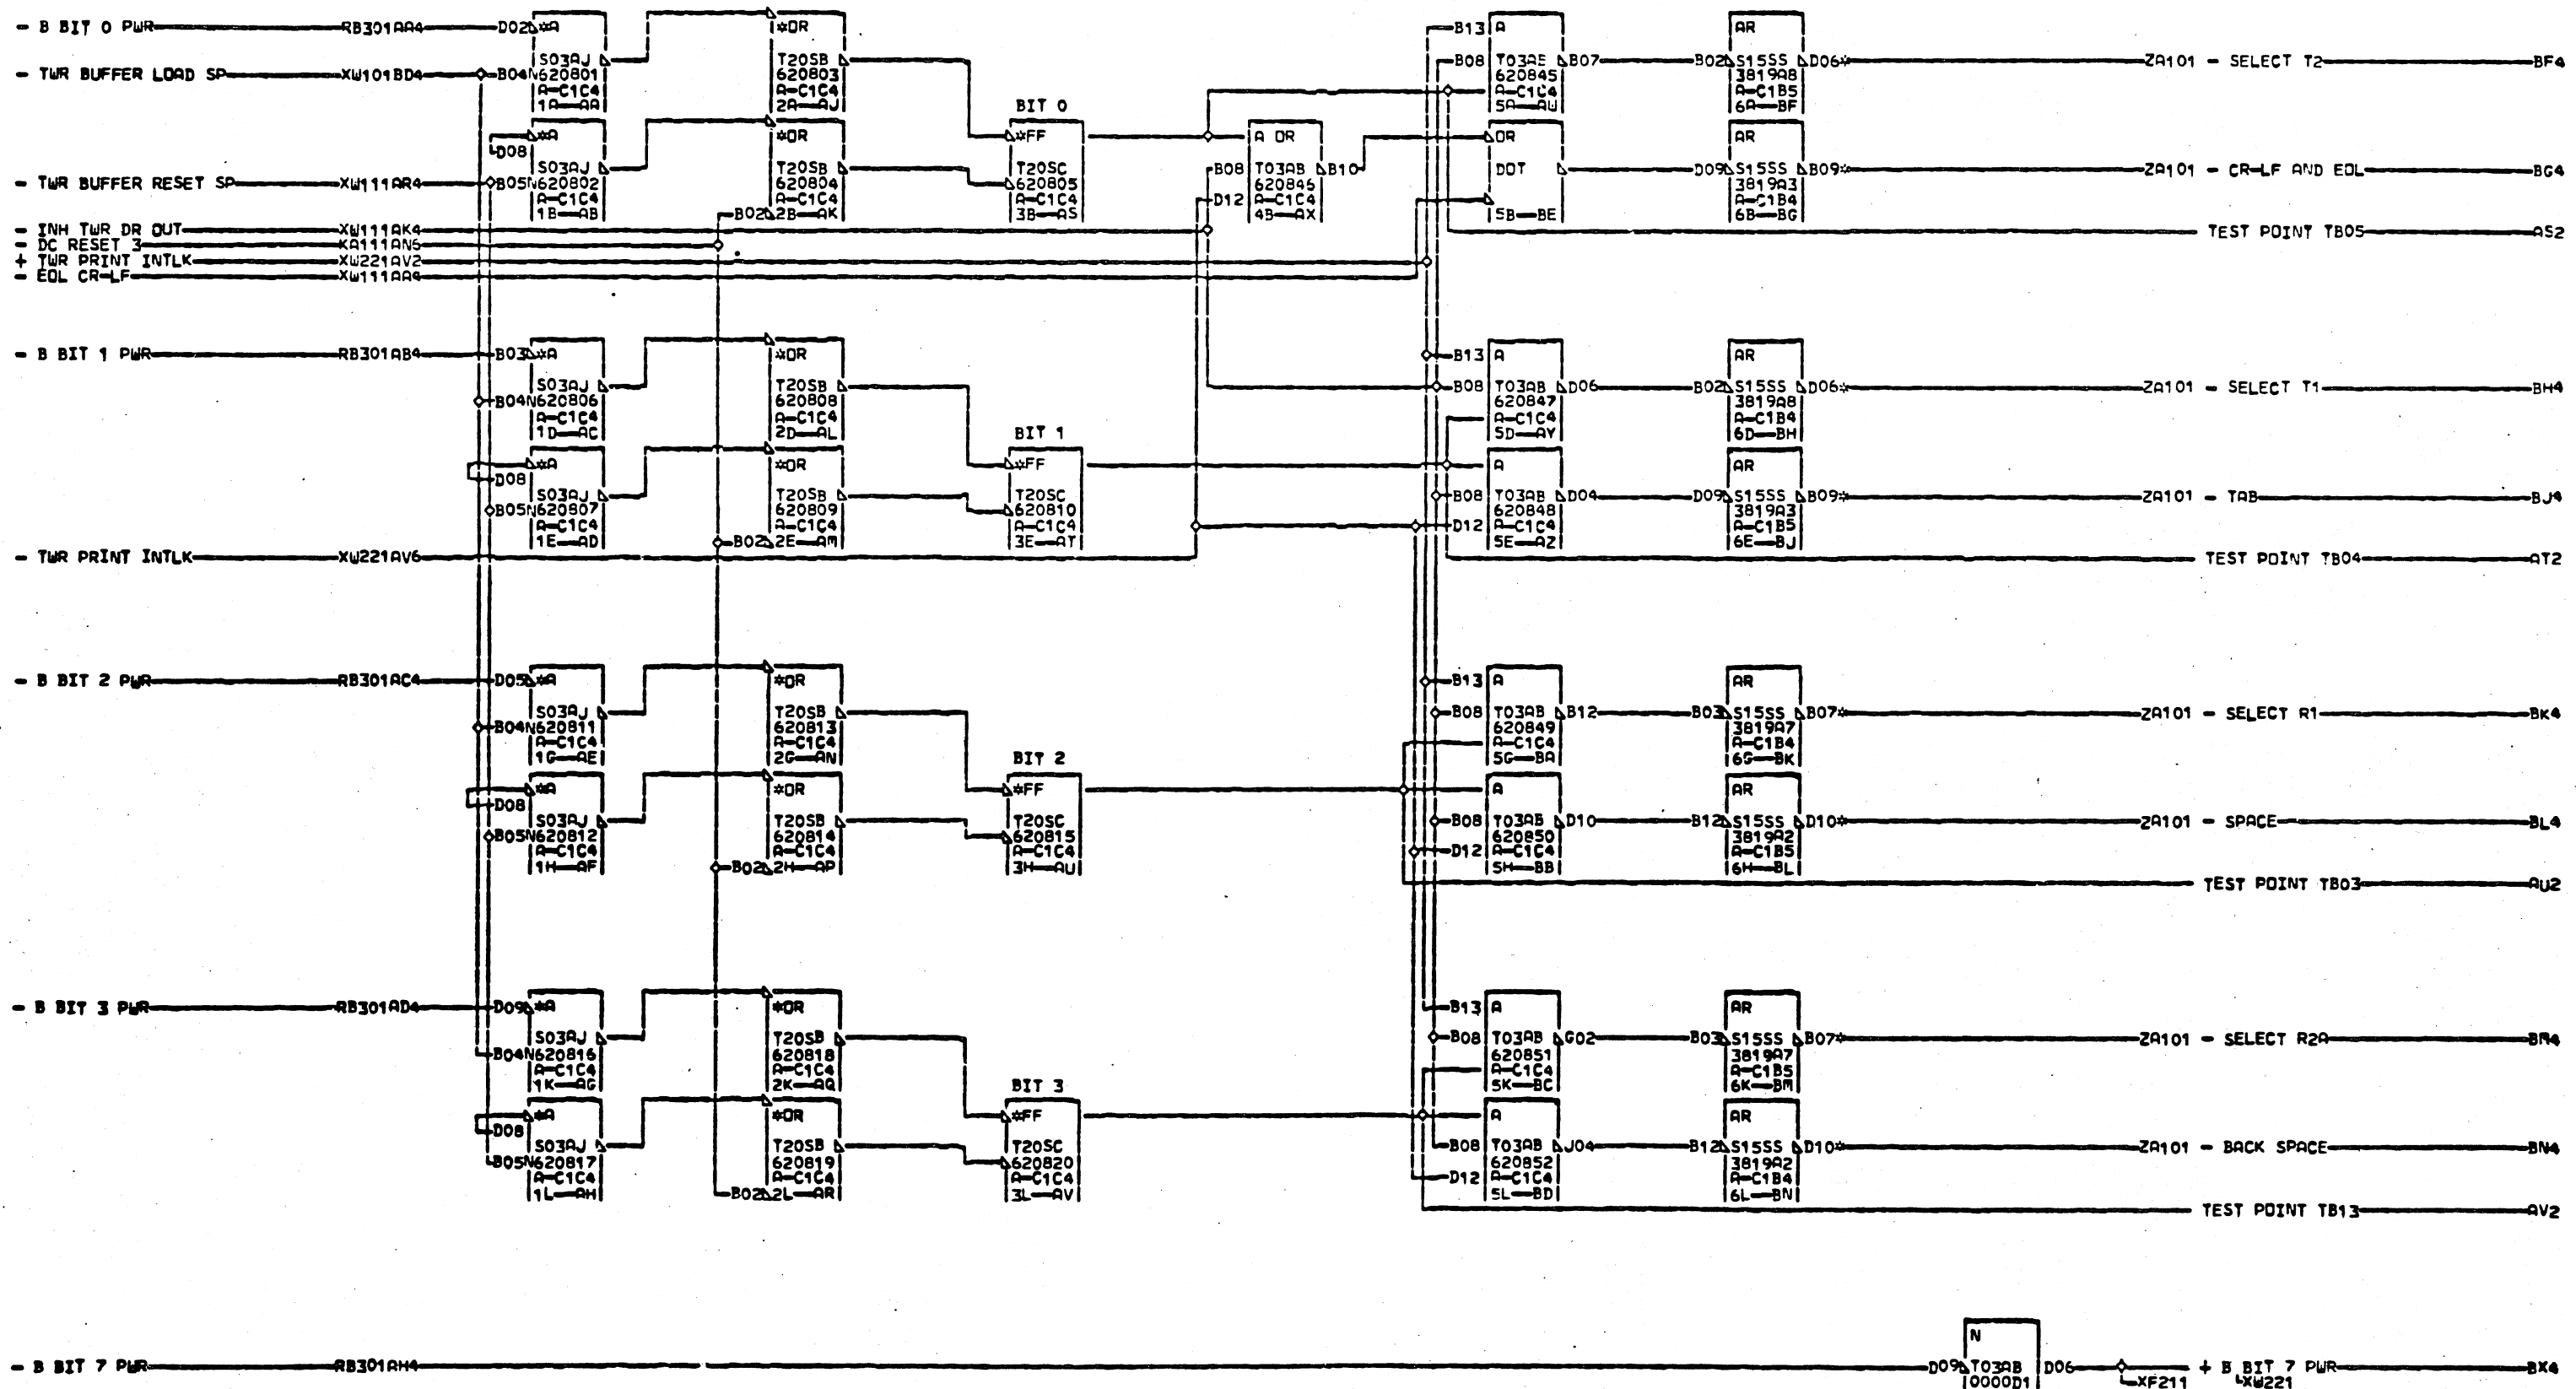 - B BIT 0 PWR RB301AA4 D02 *A *OR B13 A AR
S03AJ T20SB B08 T03AE B07 B02 S15SS D06* ZA101 - SELECT T2 BF4
- TWR BUFFER LOAD SP XW101BD4 B04 N 620801 620803 620845 3819A8
A-C1C4 A-C1C4 A-C1C4 A-C1B5
1A-AA 2A-AJ BIT 0 5A-AW 6A-BF
*A *OR *FF A OR OR AR
D08
S03AJ T20SB T20SC B08 T03AB B10 DOT D09 S15SS B09* ZA101 - CR-LF AND EOL BG4
- TWR BUFFER RESET SP XW111AR4 B05 N 620802 620804 620805 620846 3819A3
A-C1C4 A-C1C4 A-C1C4 D12 A-C1C4 A-C1B4
1B-AB B02 2B-AK 3B-AS 4B-AX 5B-BE 6B-BG
- INH TWR DR OUT XW111AK4 TEST POINT TB05 AS2
- DC RESET 3 KA111AN6
+ TWR PRINT INTLK XW221AV2
- EOL CR-LF XW111AA4
- B BIT 1 PWR RB301AB4 B03 *A *OR B13 A AR
S03AJ T20SB B08 T03AB D06 B02 S15SS D06* ZA101 - SELECT T1 BH4
B04 N 620806 620808 620847 3819A8
A-C1C4 A-C1C4 A-C1C4 A-C1B4
1D-AC 2D-AL BIT 1 5D-AY 6D-BH
*A *OR *FF A AR
D08
S03AJ T20SB T20SC B08 T03AB D04 D09 S15SS B09* ZA101 - TAB BJ4
B05 N 620807 620809 620810 620848 3819A3
A-C1C4 A-C1C4 A-C1C4 D12 A-C1C4 A-C1B5
1E-AD B02 2E-AM 3E-AT 5E-AZ 6E-BJ
- TWR PRINT INTLK XW221AV6 TEST POINT TB04 AT2
- B BIT 2 PWR RB301AC4 D05 *A *OR B13 A AR
S03AJ T20SB B08 T03AB B12 B03 S15SS B07* ZA101 - SELECT R1 BK4
B04 N 620811 620813 620849 3819A7
A-C1C4 A-C1C4 A-C1C4 A-C1B4
1G-AE 2G-AN BIT 2 5G-BA 6G-BK
*A *OR *FF A AR
D08
S03AJ T20SB T20SC B08 T03AB D10 B12 S15SS D10* ZA101 - SPACE BL4
B05 N 620812 620814 620815 620850 3819A2
A-C1C4 A-C1C4 A-C1C4 D12 A-C1C4 A-C1B5
1H-AF B02 2H-AP 3H-AU 5H-BB 6H-BL
TEST POINT TB03 AU2
- B BIT 3 PWR RB301AD4 D09 *A *OR B13 A AR
S03AJ T20SB B08 T03AB G02 B03 S15SS B07* ZA101 - SELECT R2A BM4
B04 N 620816 620818 620851 3819A7
A-C1C4 A-C1C4 A-C1C4 A-C1B5
1K-AG 2K-AQ BIT 3 5K-BC 6K-BM
*A *OR *FF A AR
D08
S03AJ T20SB T20SC B08 T03AB J04 B12 S15SS D10* ZA101 - BACK SPACE BN4
B05 N 620817 620819 620820 620852 3819A2
A-C1C4 A-C1C4 A-C1C4 D12 A-C1C4 A-C1B4
1L-AH B02 2L-AR 3L-AV 5L-BD 6L-BN
TEST POINT TB13 AV2
N
- B BIT 7 PWR RB301AH4 D09 T03AB D06 + B BIT 7 PWR BX4
0000D1 XF211 XW221